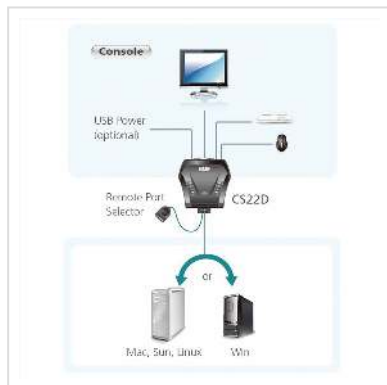 Console
USB Power
(optional)
Remote Port
Selector
CS22D
or
Mac, Sun, Linux
Win